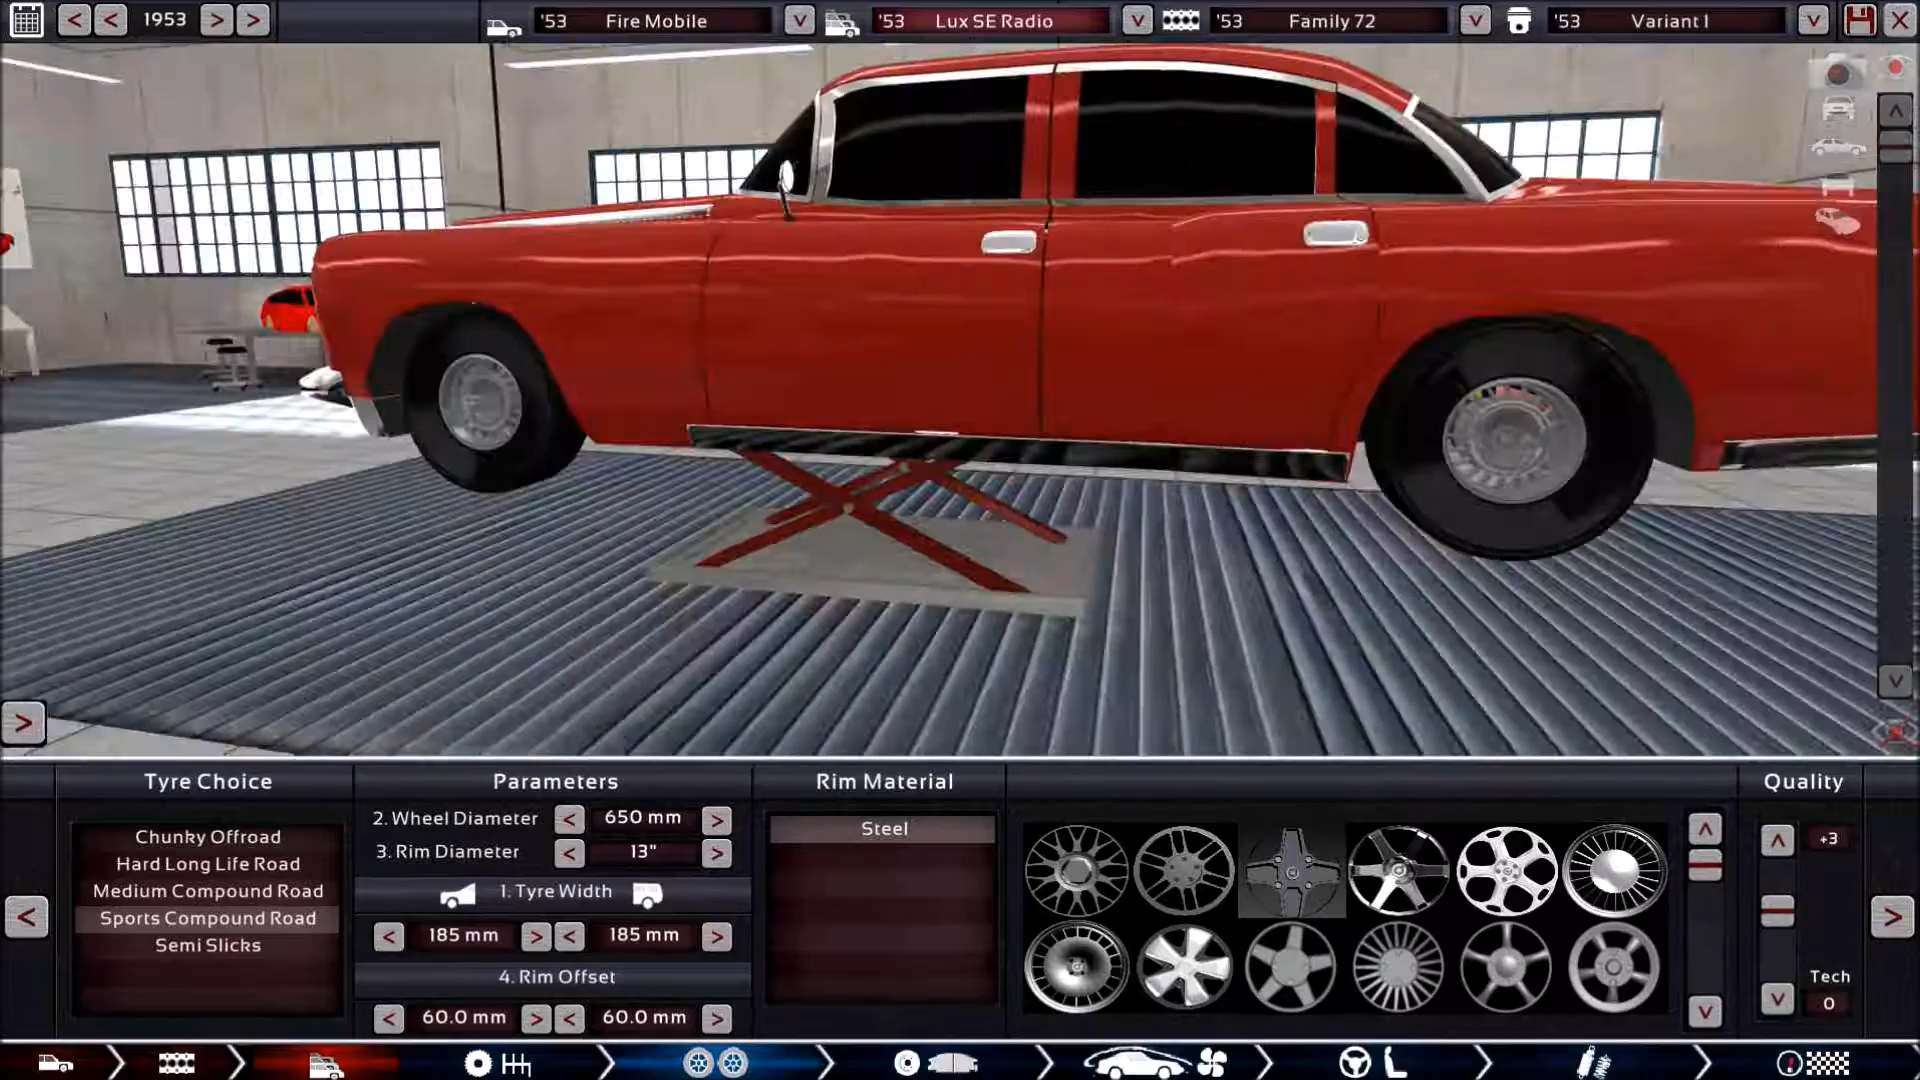 1953
'53 Fire Mobile
'53 Lux SE Radio
'53 Family 72
'53 Variant I
Tyre Choice
Chunky Offroad
Hard Long Life Road
Medium Compound Road
Sports Compound Road
Semi Slicks
Parameters
2. Wheel Diameter 650 mm
3. Rim Diameter 13"
1. Tyre Width
185 mm 185 mm
4. Rim Offset
60.0 mm 60.0 mm
Rim Material
Steel
Quality
+3
Tech
0